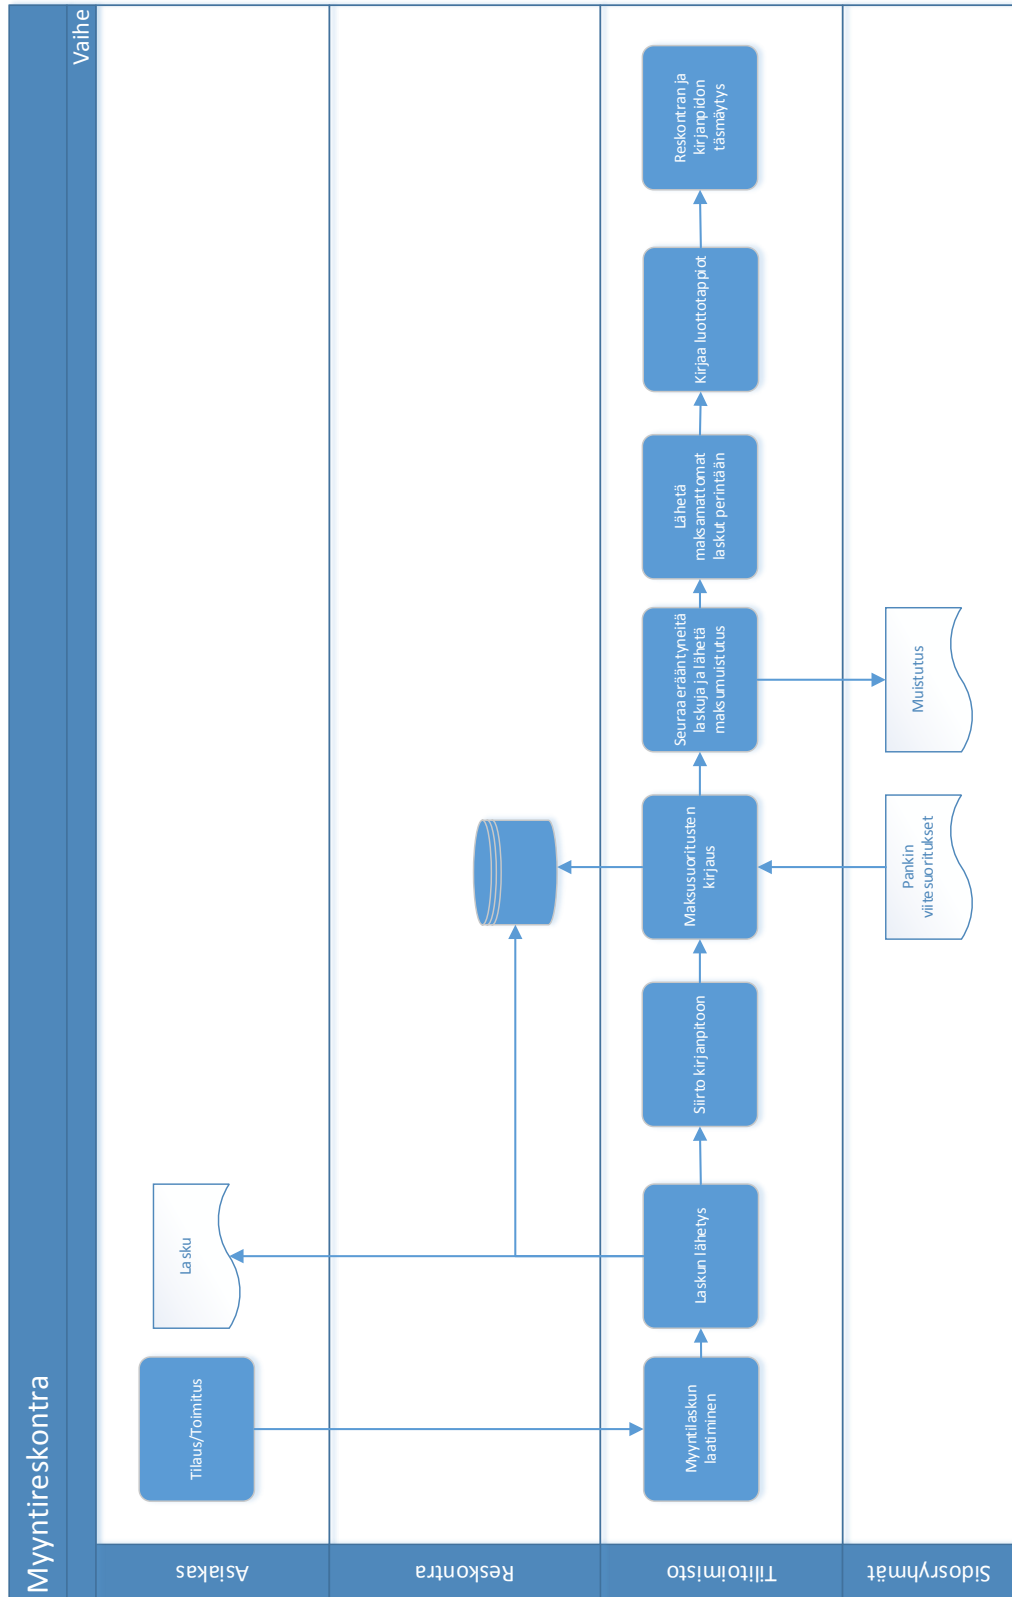 Myyntireskontra
Vaihe
Asiakas
Tilaus/Toimitus
Lasku
Reskontra
Tilitoimisto
Myyntilaskun
laatiminen
Laskun lähetys
Siirto kirjanpitoon
Maksusuoritusten
kirjaus
Seuraa erääntyneitä
laskuja ja lähetä
maksumuistutus
Lähetä
maksamattomat
laskut perintään
Kirjaa luottotappiot
Reskontran ja
kirjanpidon
täsmäytys
Sidosryhmät
Pankin
viitesuoritukset
Muistutus